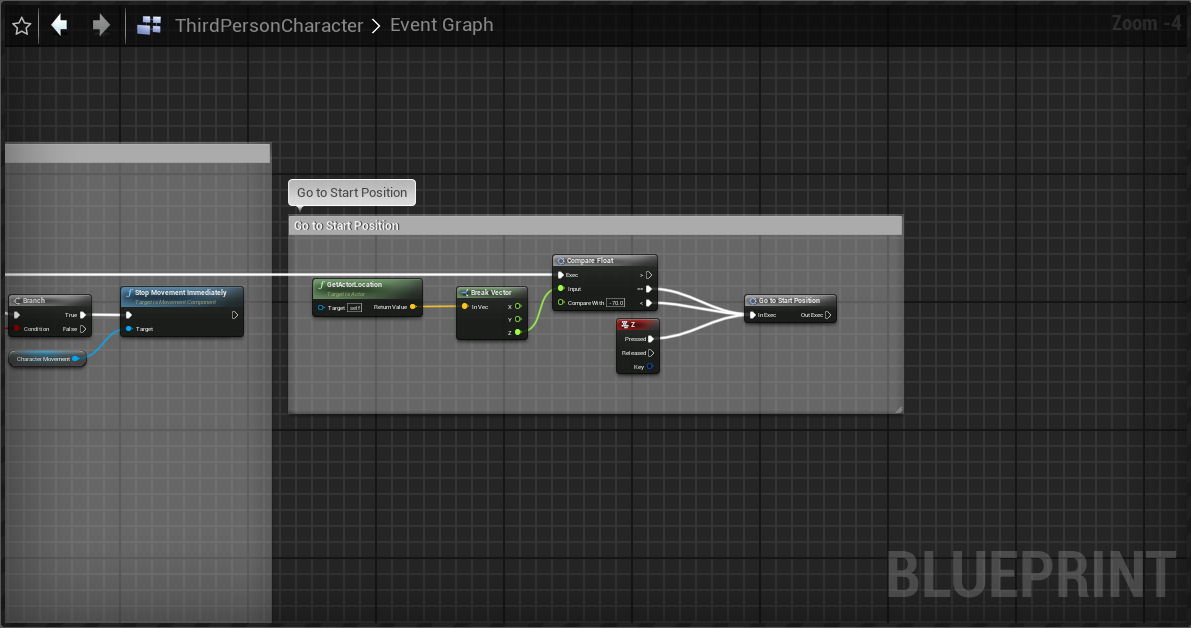 ThirdPersonCharacter > Event Graph
Zoom -4
Go to Start Position
Go to Start Position
Compare Float
Exec >
Input ==
Compare With -70.0 <
GetActorLocation
Target is Actor
Target self Return Value
Break Vector
In Vec X
Y
Z
Branch
True
Condition False
Stop Movement Immediately
Target is Movement Component
Target
Character Movement
Go to Start Position
In Exec Out Exec
Z
Pressed
Released
Key
BLUEPRINT